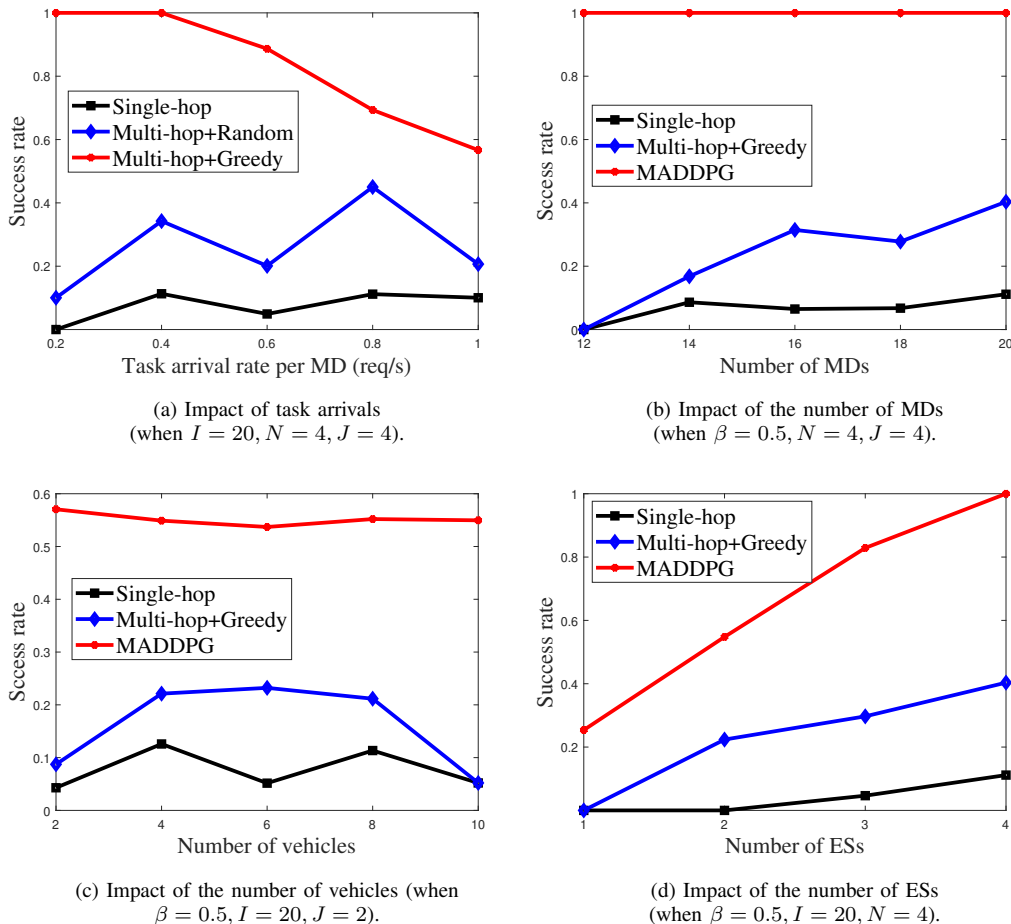 1
0.8
0.6
0.4
0.2
0
Success rate
Single-hop
Multi-hop+Random
Multi-hop+Greedy
0.2
0.4
0.6
0.8
1
Task arrival rate per MD (req/s)
(a) Impact of task arrivals
(when I = 20, N = 4, J = 4).
1
0.8
0.6
0.4
0.2
0
Sccess rate
Single-hop
Multi-hop+Greedy
MADDPG
12
14
16
18
20
Number of MDs
(b) Impact of the number of MDs
(when β = 0.5, N = 4, J = 4).
0.6
0.5
0.4
0.3
0.2
0.1
0
Sccess rate
Single-hop
Multi-hop+Greedy
MADDPG
2
4
6
8
10
Number of vehicles
(c) Impact of the number of vehicles (when
β = 0.5, I = 20, J = 2).
1
0.8
0.6
0.4
0.2
0
Success rate
Single-hop
Multi-hop+Greedy
MADDPG
1
2
3
4
Number of ESs
(d) Impact of the number of ESs
(when β = 0.5, I = 20, N = 4).